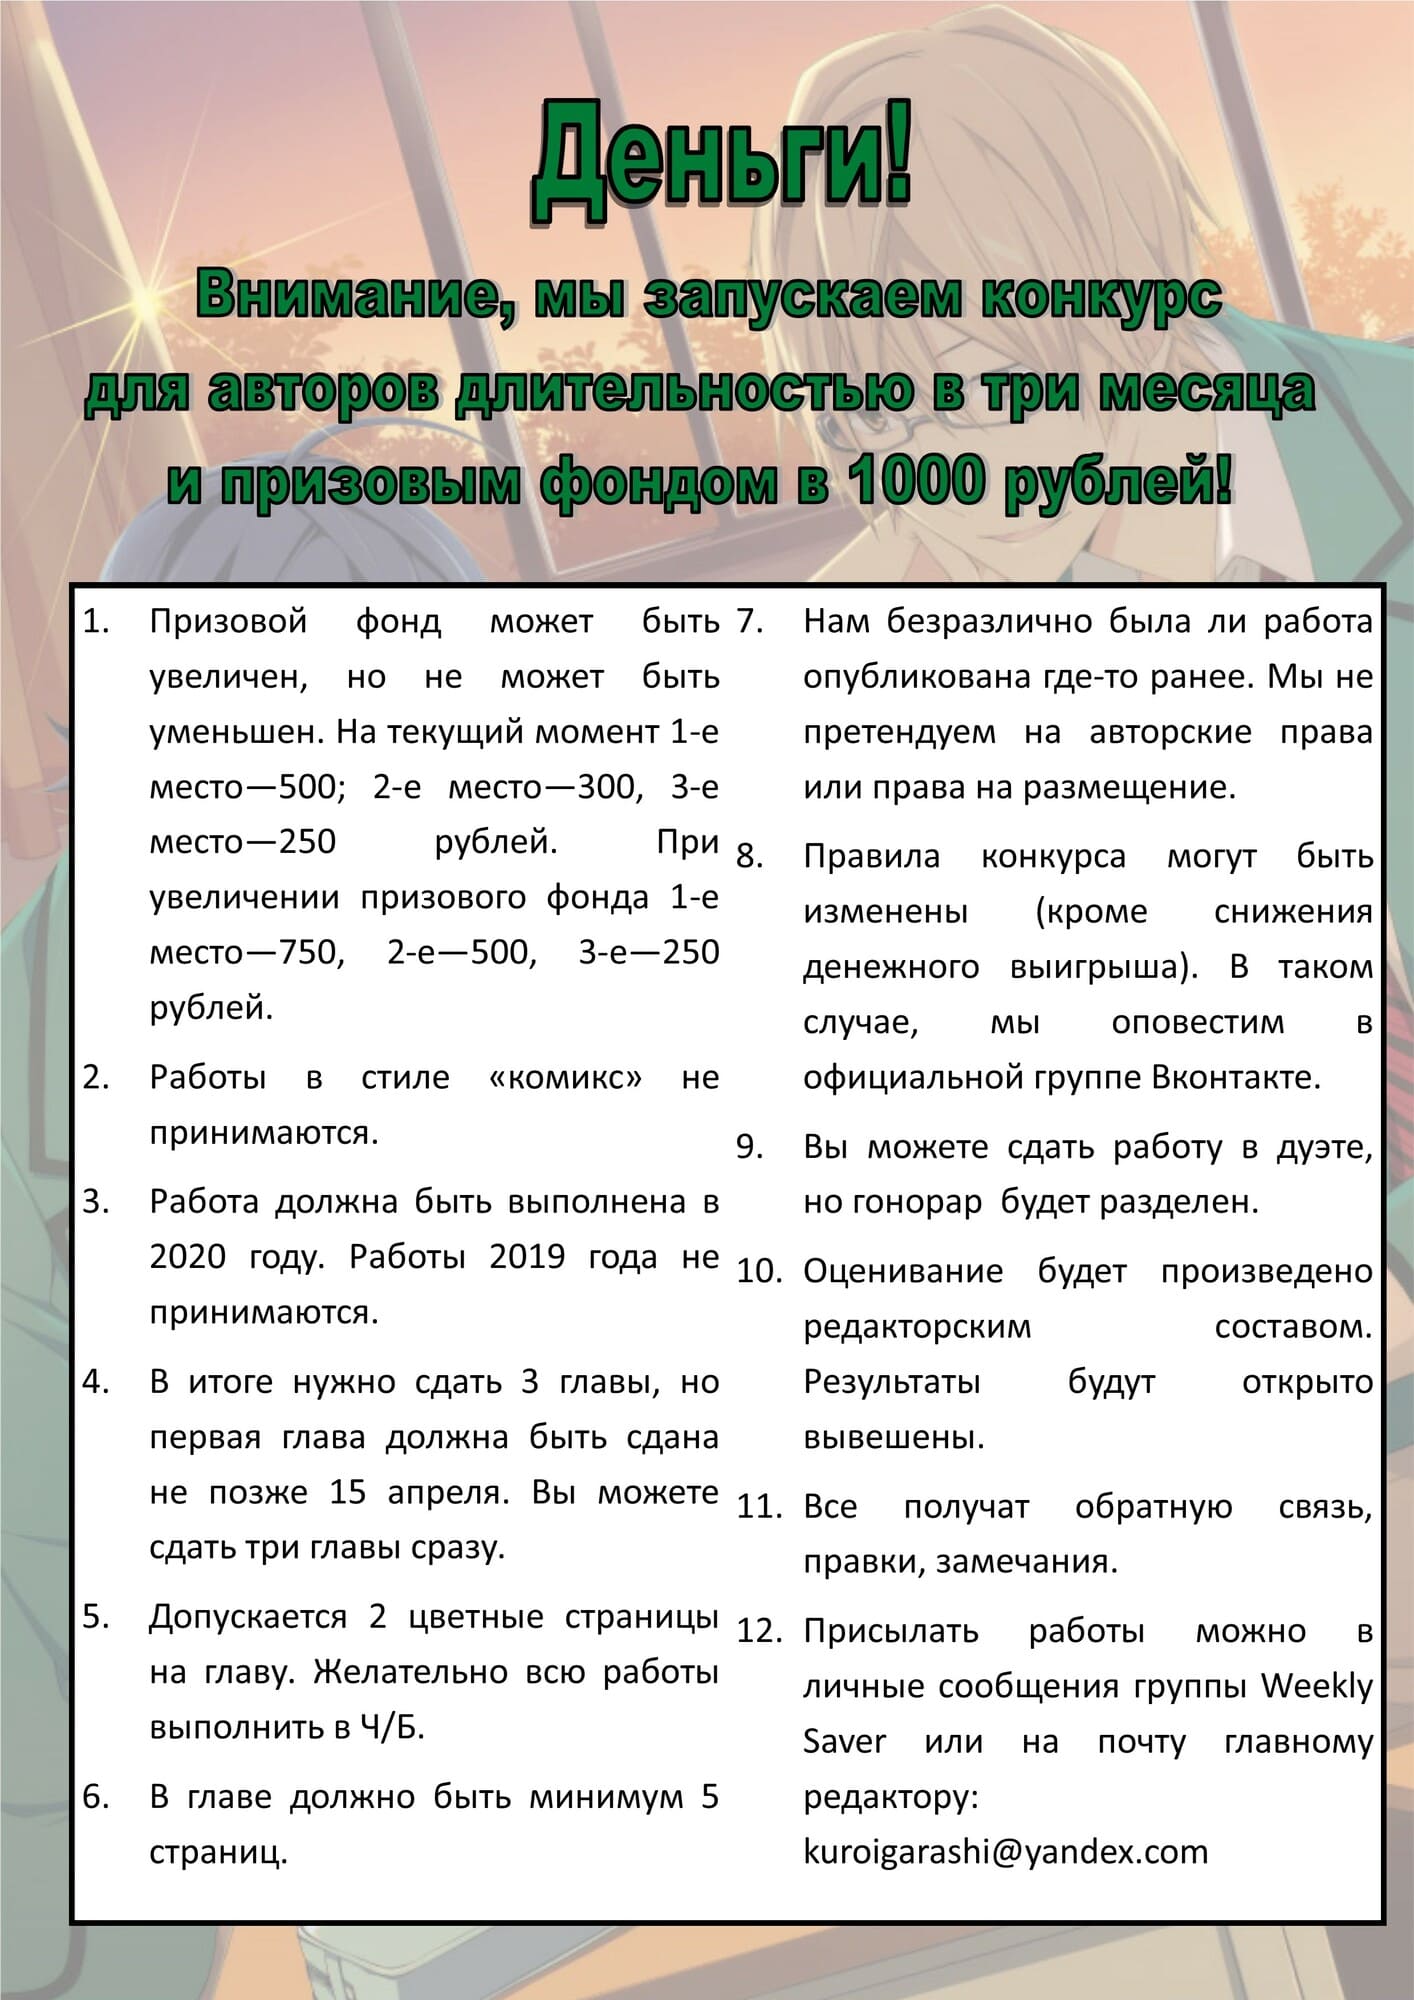 Деньги!
Внимание, мы запускаем конкурс
для авторов длительностью в три месяца
и призовым фондом в 1000 рублей!
1. Призовой фонд может быть
увеличен, но не может быть
уменьшен. На текущий момент 1-е
место—500; 2-е место—300, 3-е
место—250 рублей. При
увеличении призового фонда 1-е
место—750, 2-е—500, 3-е—250
рублей.
2. Работы в стиле «комикс» не
принимаются.
3. Работа должна быть выполнена в
2020 году. Работы 2019 года не
принимаются.
4. В итоге нужно сдать 3 главы, но
первая глава должна быть сдана
не позже 15 апреля. Вы можете
сдать три главы сразу.
5. Допускается 2 цветные страницы
на главу. Желательно всю работы
выполнить в Ч/Б.
6. В главе должно быть минимум 5
страниц.
7. Нам безразлично была ли работа
опубликована где-то ранее. Мы не
претендуем на авторские права
или права на размещение.
8. Правила конкурса могут быть
изменены (кроме снижения
денежного выигрыша). В таком
случае, мы оповестим в
официальной группе Вконтакте.
9. Вы можете сдать работу в дуэте,
но гонорар будет разделен.
10. Оценивание будет произведено
редакторским составом.
Результаты будут открыто
вывешены.
11. Все получат обратную связь,
правки, замечания.
12. Присылать работы можно в
личные сообщения группы Weekly
Saver или на почту главному
редактору:
kuroigarashi@yandex.com